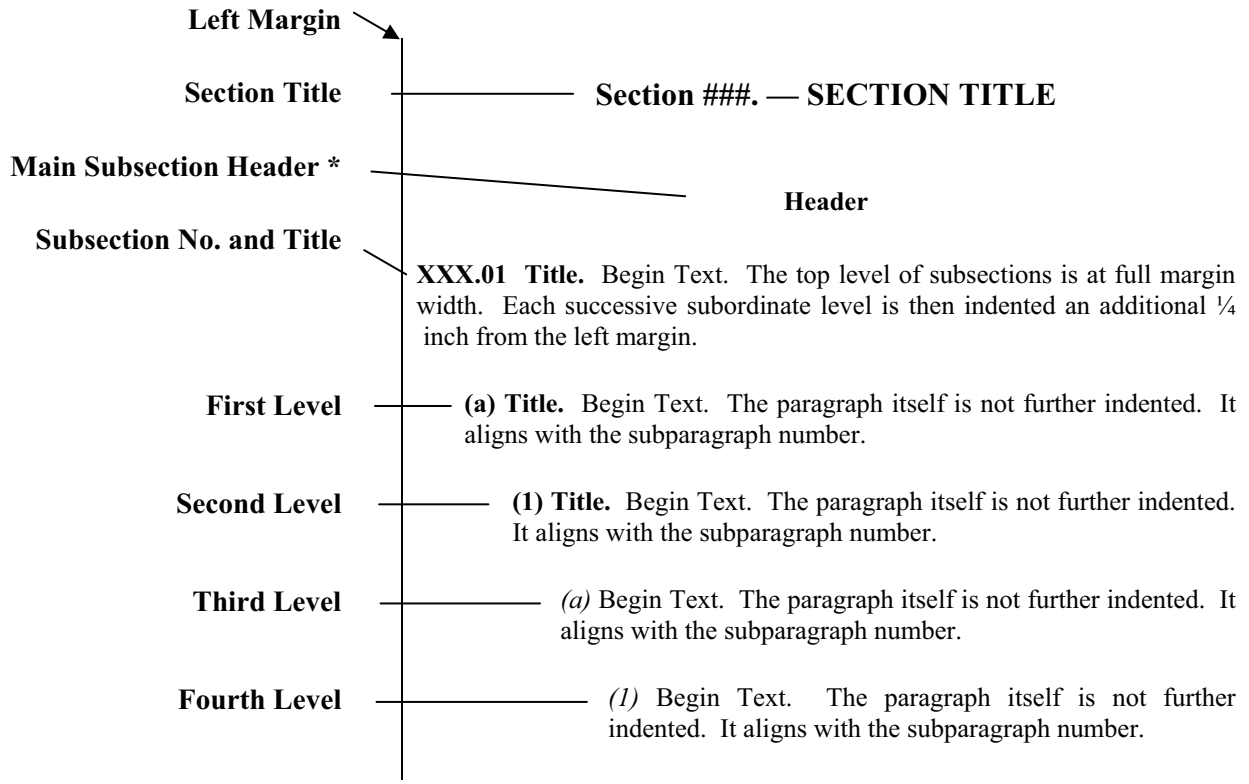 Left Margin
Section Title Section ###. — SECTION TITLE
Main Subsection Header *
Header
Subsection No. and Title
XXX.01 Title. Begin Text. The top level of subsections is at full margin
width. Each successive subordinate level is then indented an additional ¼
inch from the left margin.
First Level (a) Title. Begin Text. The paragraph itself is not further indented. It
aligns with the subparagraph number.
Second Level (1) Title. Begin Text. The paragraph itself is not further indented.
It aligns with the subparagraph number.
Third Level (a) Begin Text. The paragraph itself is not further indented. It
aligns with the subparagraph number.
Fourth Level (1) Begin Text. The paragraph itself is not further
indented. It aligns with the subparagraph number.